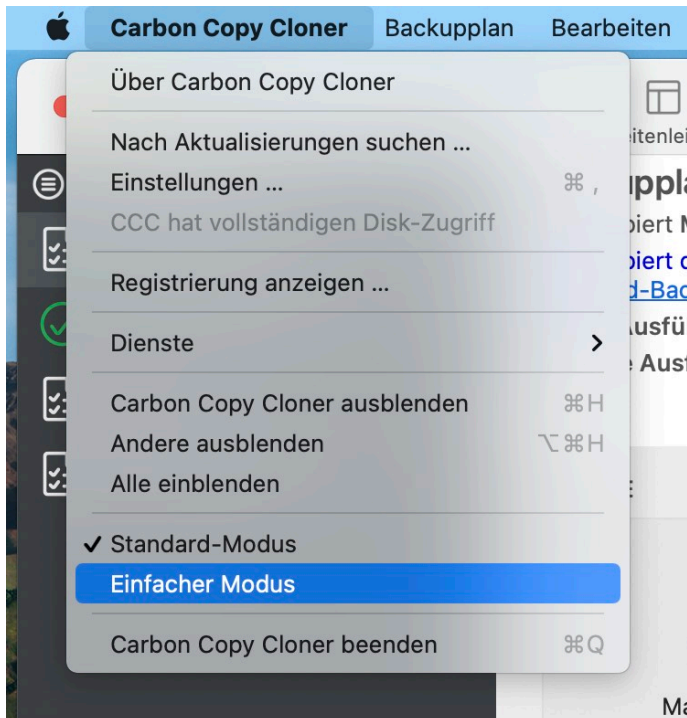 Carbon Copy Cloner Backupplan Bearbeiten
Über Carbon Copy Cloner
Nach Aktualisierungen suchen ...
Einstellungen ... ⌘ ,
CCC hat vollständigen Disk-Zugriff
Registrierung anzeigen ...
Dienste
Carbon Copy Cloner ausblenden ⌘H
Andere ausblenden ⌥⌘H
Alle einblenden
✓ Standard-Modus
Einfacher Modus
Carbon Copy Cloner beenden ⌘Q